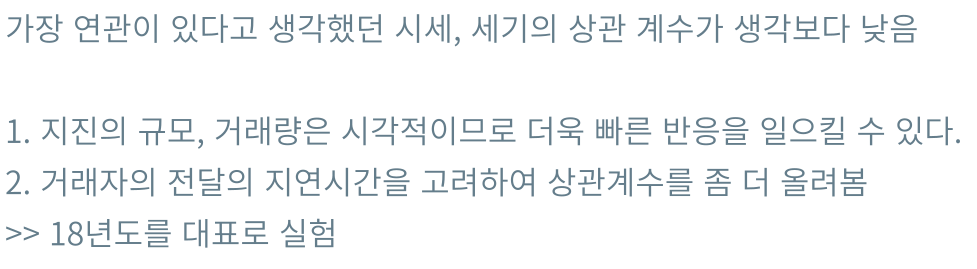 가장 연관이 있다고 생각했던 시세, 세기의 상관 계수가 생각보다 낮음
1. 지진의 규모, 거래량은 시각적이므로 더욱 빠른 반응을 일으킬 수 있다.
2. 거래자의 전달의 지연시간을 고려하여 상관계수를 좀 더 올려봄
>> 18년도를 대표로 실험